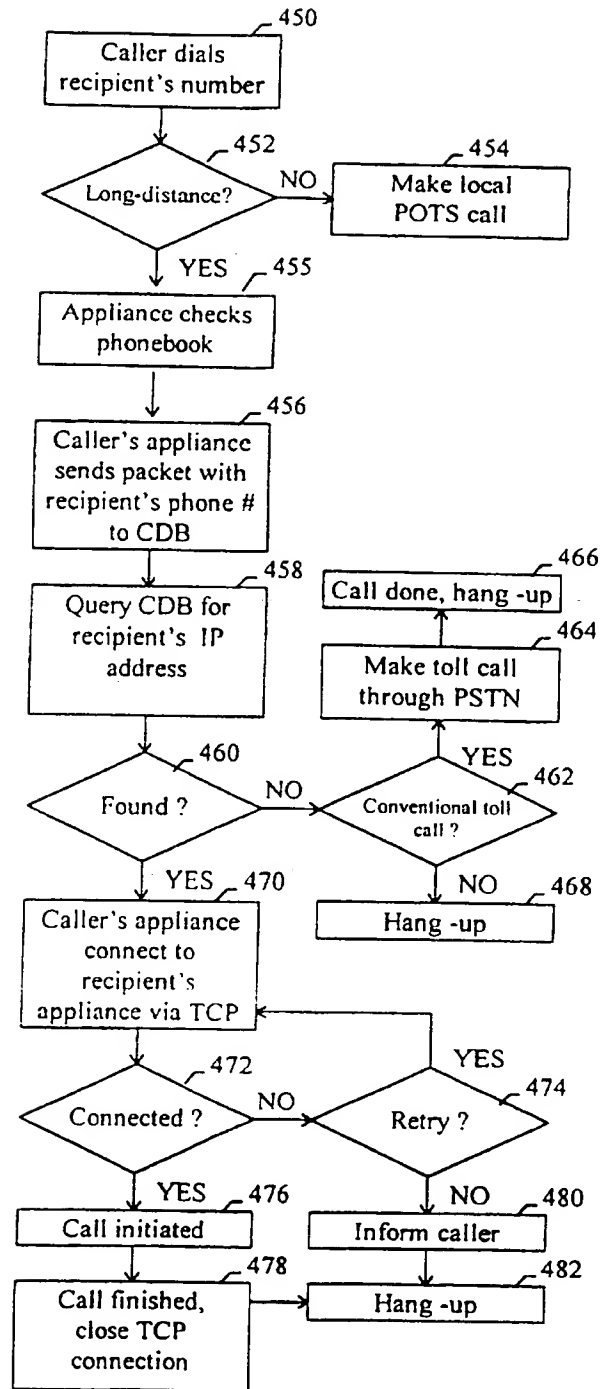 450
Caller dials
recipient's number
452
Long-distance?
NO
454
Make local
POTS call
YES
455
Appliance checks
phonebook
456
Caller's appliance
sends packet with
recipient's phone #
to CDB
458
Query CDB for
recipient's IP
address
466
Call done, hang -up
464
Make toll call
through PSTN
YES
460
Found ?
NO
462
Conventional toll
call ?
YES
470
Caller's appliance
connect to
recipient's
appliance via TCP
NO
468
Hang -up
472
Connected ?
NO
YES
474
Retry ?
YES
476
Call initiated
NO
480
Inform caller
478
Call finished,
close TCP
connection
482
Hang -up